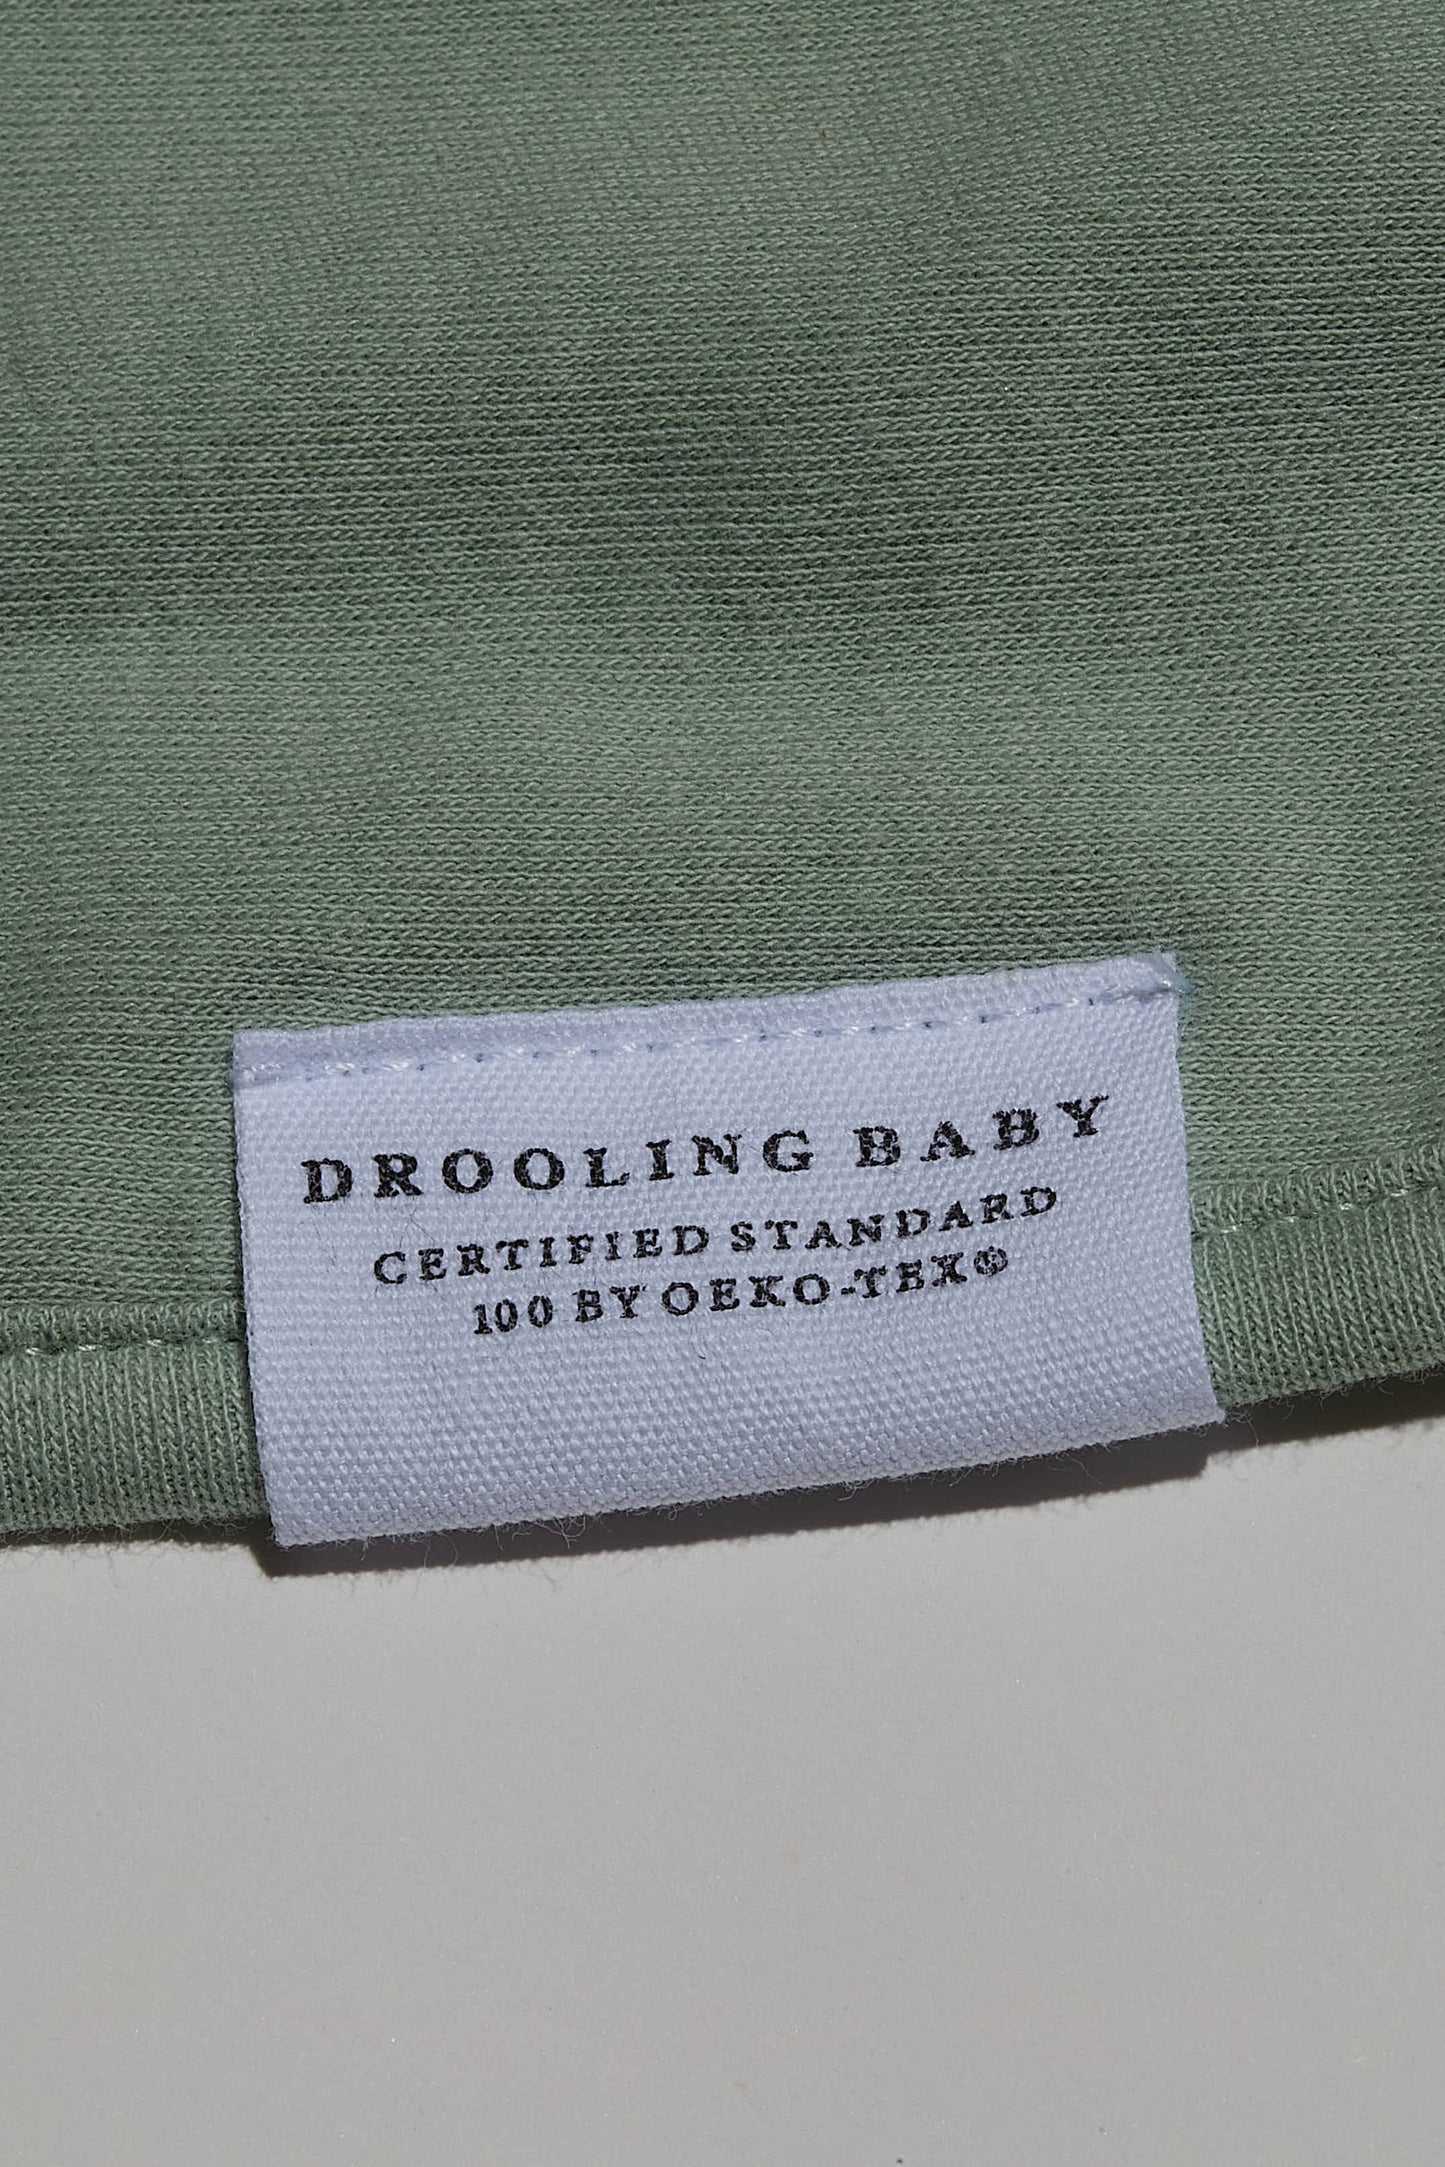 DROOLING BABY
CERTIFIED STANDARD
100 BY OEKO-TEX®